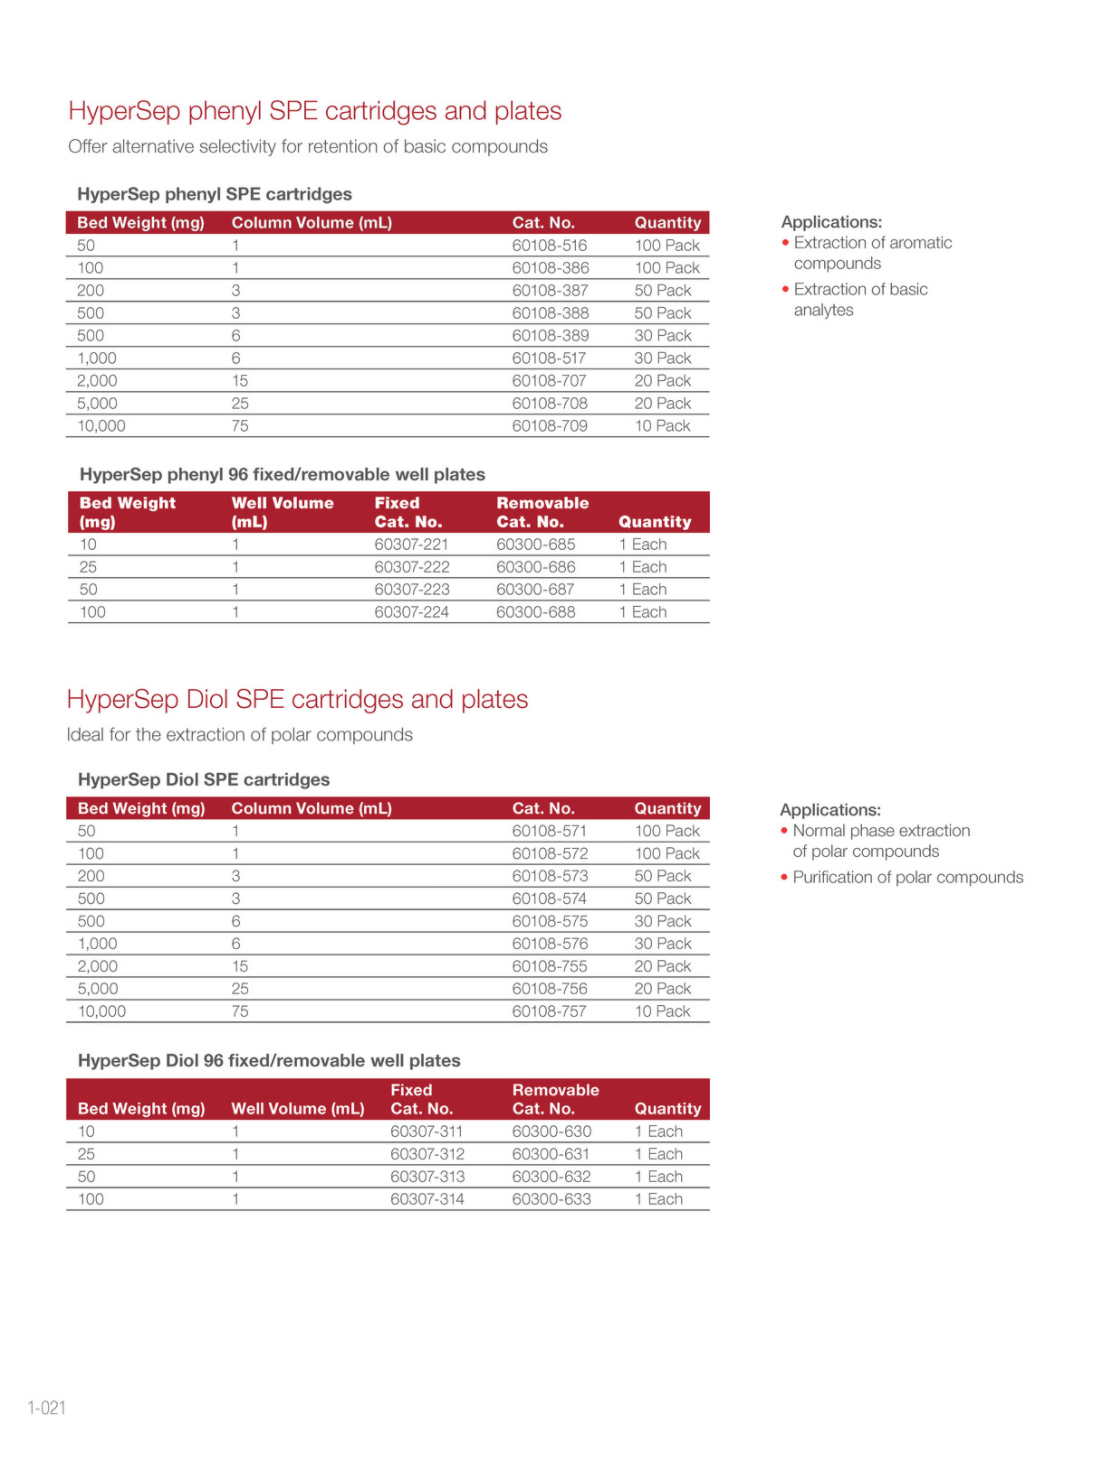 HyperSep phenyl SPE cartridges and plates
Offer alternative selectivity for retention of basic compounds
HyperSep phenyl SPE cartridges
Bed Weight (mg) Column Volume (mL) Cat. No. Quantity
50 1 60108-516 100 Pack
100 1 60108-386 100 Pack
200 3 60108-387 50 Pack
500 3 60108-388 50 Pack
500 6 60108-389 30 Pack
1,000 6 60108-517 30 Pack
2,000 15 60108-707 20 Pack
5,000 25 60108-708 20 Pack
10,000 75 60108-709 10 Pack
Applications:
• Extraction of aromatic
compounds
• Extraction of basic
analytes
HyperSep phenyl 96 fixed/removable well plates
Bed Weight Well Volume Fixed Removable
(mg) (mL) Cat. No. Cat. No. Quantity
10 1 60307-221 60300-685 1 Each
25 1 60307-222 60300-686 1 Each
50 1 60307-223 60300-687 1 Each
100 1 60307-224 60300-688 1 Each
HyperSep Diol SPE cartridges and plates
Ideal for the extraction of polar compounds
HyperSep Diol SPE cartridges
Bed Weight (mg) Column Volume (mL) Cat. No. Quantity
50 1 60108-571 100 Pack
100 1 60108-572 100 Pack
200 3 60108-573 50 Pack
500 3 60108-574 50 Pack
500 6 60108-575 30 Pack
1,000 6 60108-576 30 Pack
2,000 15 60108-755 20 Pack
5,000 25 60108-756 20 Pack
10,000 75 60108-757 10 Pack
Applications:
• Normal phase extraction
of polar compounds
• Purification of polar compounds
HyperSep Diol 96 fixed/removable well plates
Fixed Removable
Bed Weight (mg) Well Volume (mL) Cat. No. Cat. No. Quantity
10 1 60307-311 60300-630 1 Each
25 1 60307-312 60300-631 1 Each
50 1 60307-313 60300-632 1 Each
100 1 60307-314 60300-633 1 Each
1-021